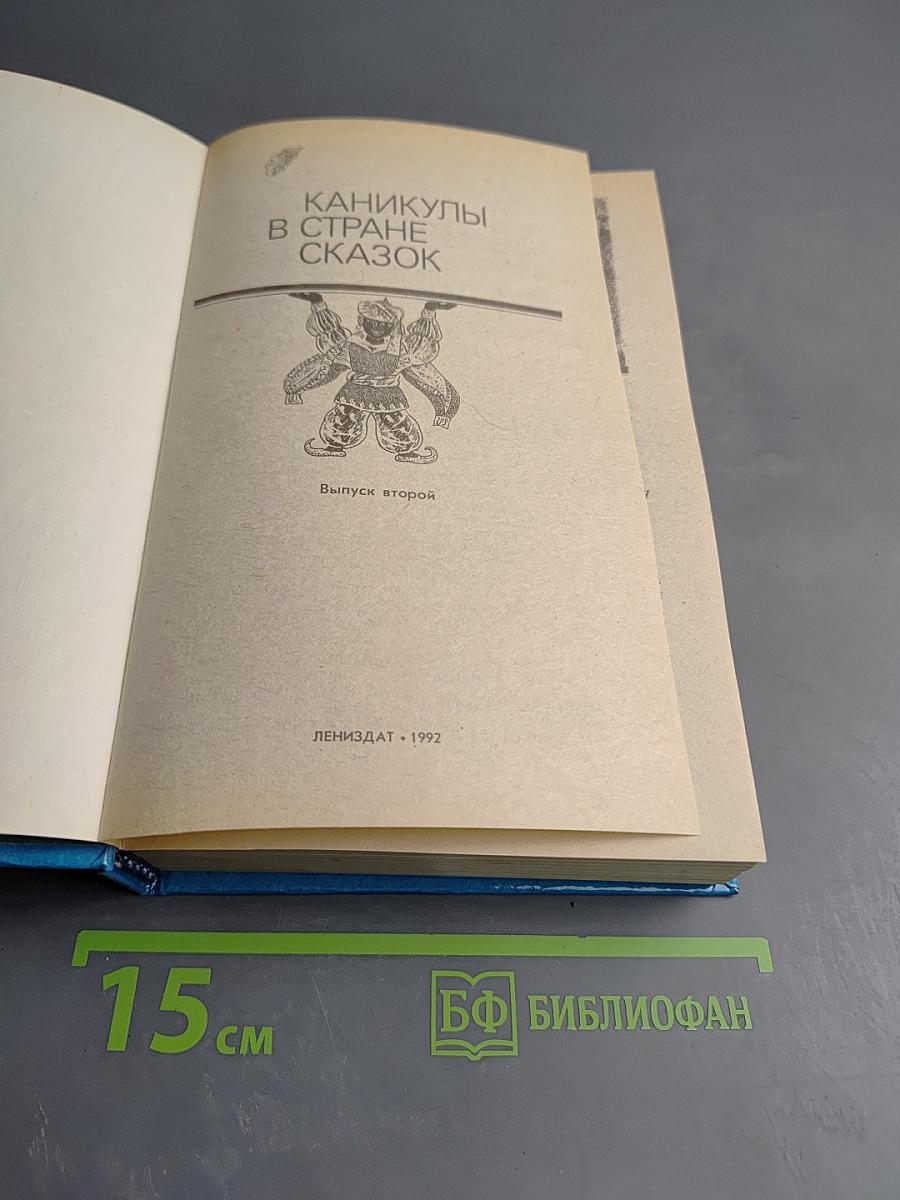 КАНИКУЛЫ
В СТРАНЕ
СКАЗОК
Выпуск второй
ЛЕНИЗДАТ • 1992
15 см
БФ БИБЛИОФАН